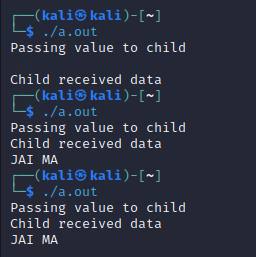 ┌──(kali㉿kali)-[~]
└─$ ./a.out
Passing value to child

Child received data
┌──(kali㉿kali)-[~]
└─$ ./a.out
Passing value to child
Child received data
JAI MA
┌──(kali㉿kali)-[~]
└─$ ./a.out
Passing value to child
Child received data
JAI MA